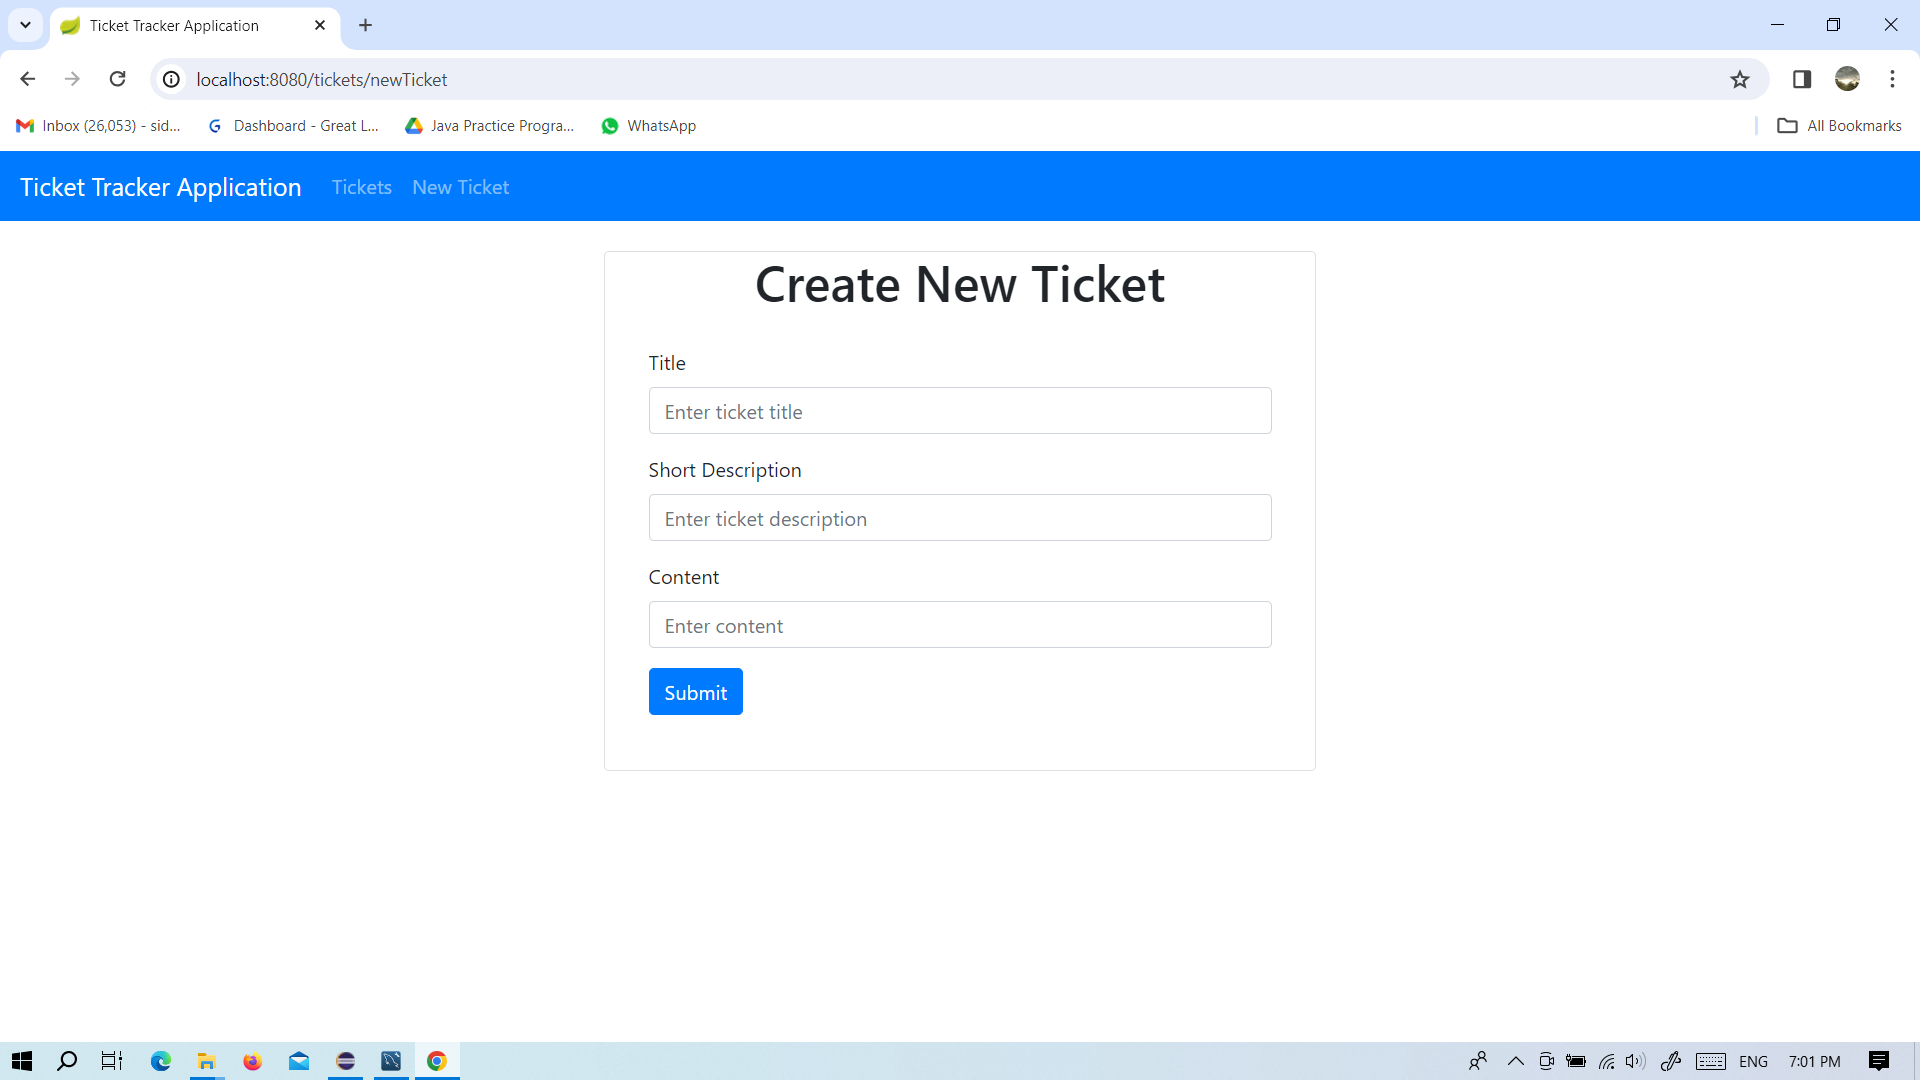 Ticket Tracker Application
localhost:8080/tickets/newTicket
Inbox (26,053) - sid... Dashboard - Great L... Java Practice Progra... WhatsApp All Bookmarks
Ticket Tracker Application Tickets New Ticket
Create New Ticket
Title
Enter ticket title
Short Description
Enter ticket description
Content
Enter content
Submit
ENG 7:01 PM